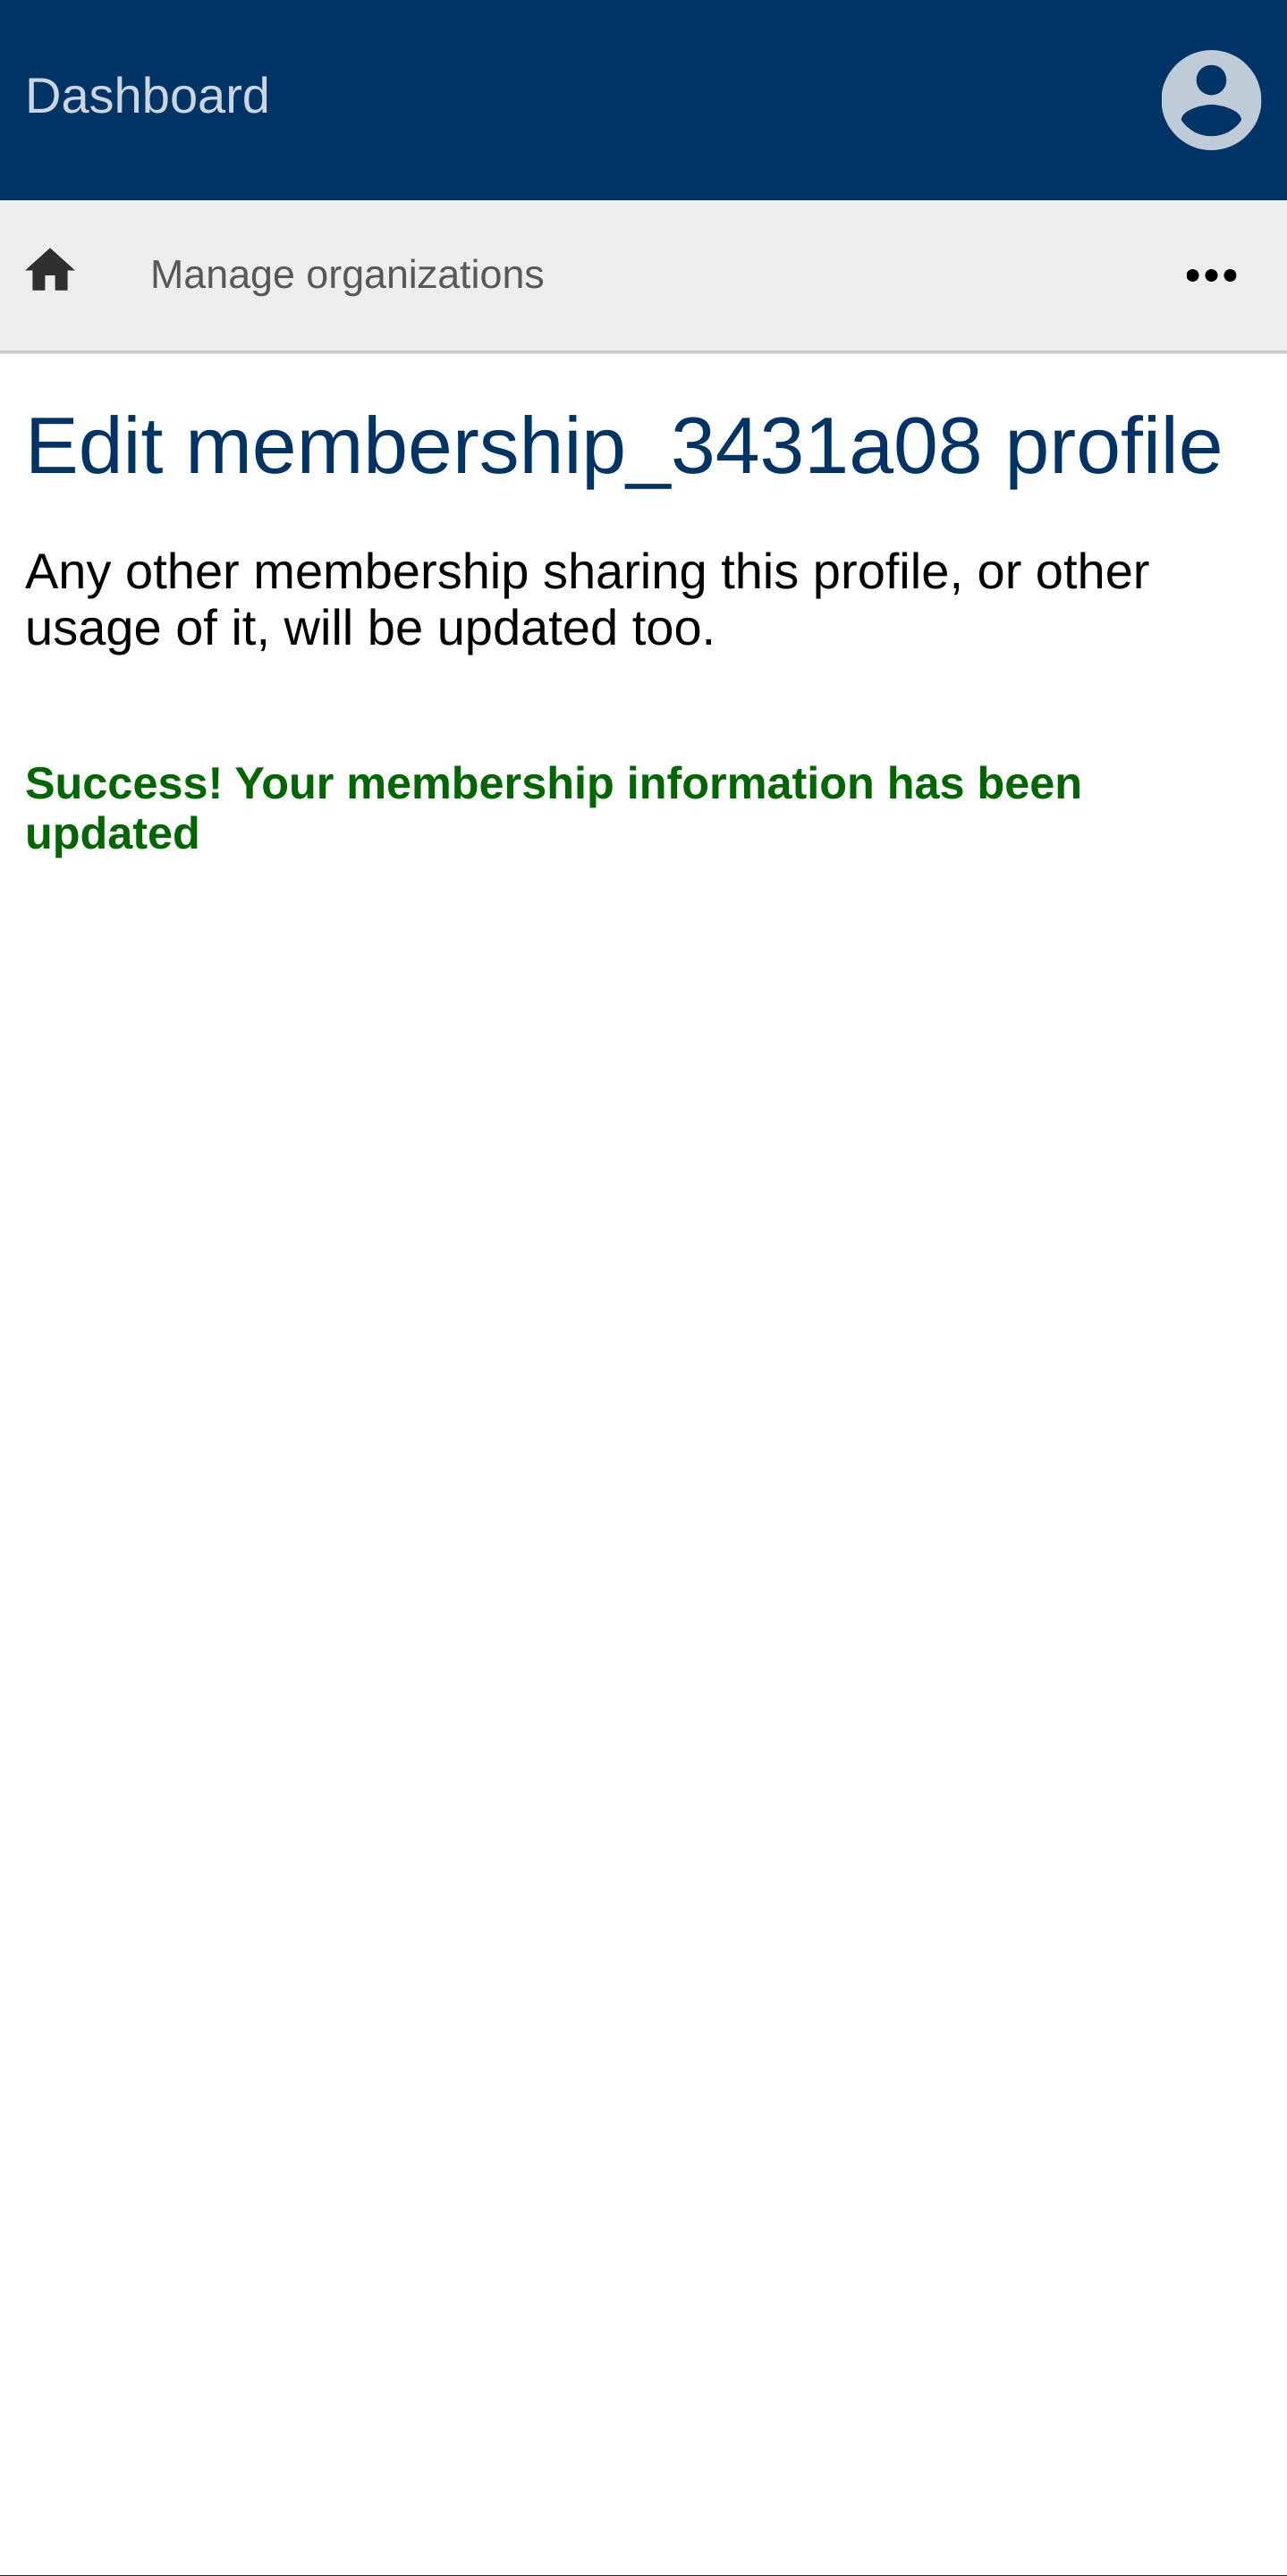 Dashboard
Manage organizations
Edit membership_3431a08 profile
Any other membership sharing this profile, or other
usage of it, will be updated too.
Success! Your membership information has been
updated